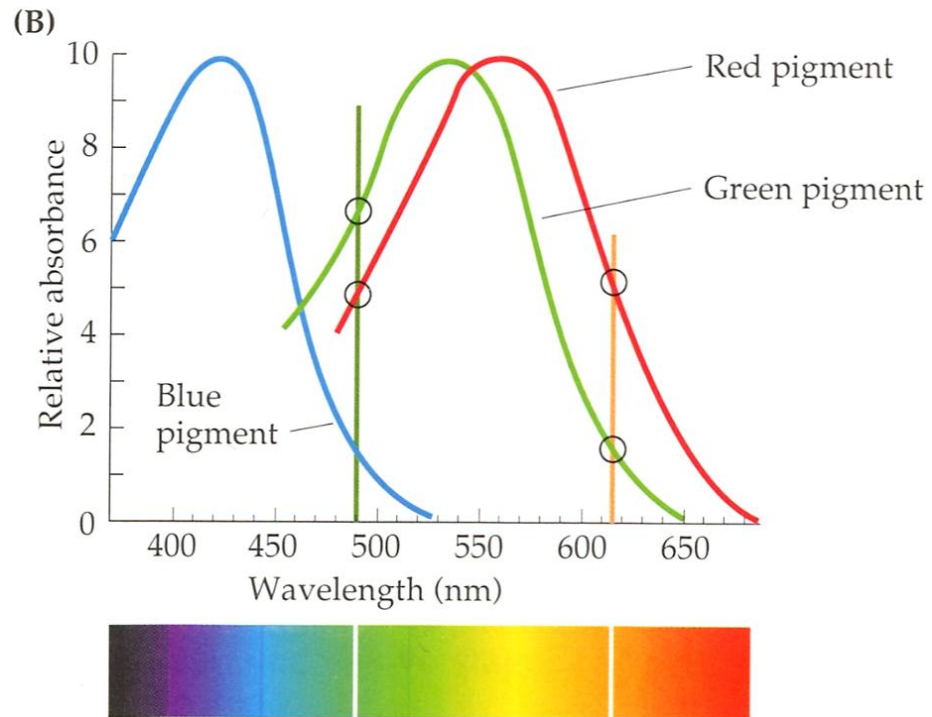 (B)
10
8
6
4
2
0
Relative absorbance
Red pigment
Green pigment
Blue
pigment
400 450 500 550 600 650
Wavelength (nm)